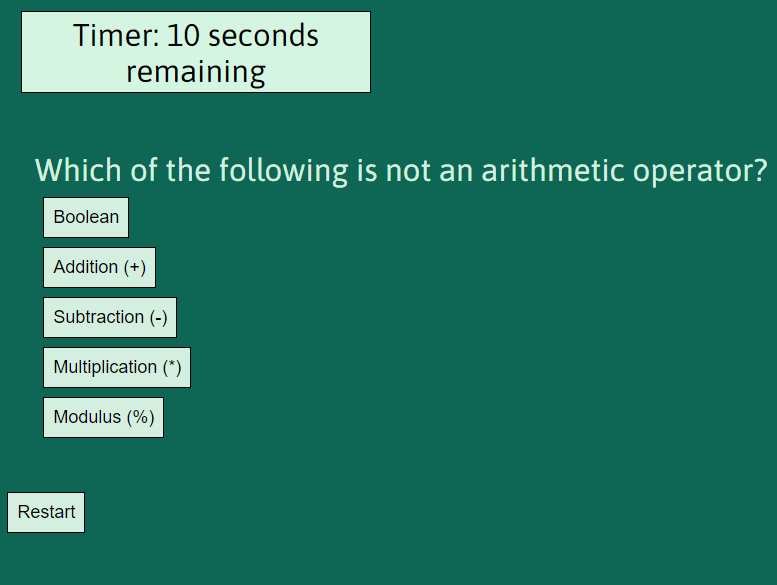 Timer: 10 seconds
remaining
Which of the following is not an arithmetic operator?
Boolean
Addition (+)
Subtraction (-)
Multiplication (*)
Modulus (%)
Restart